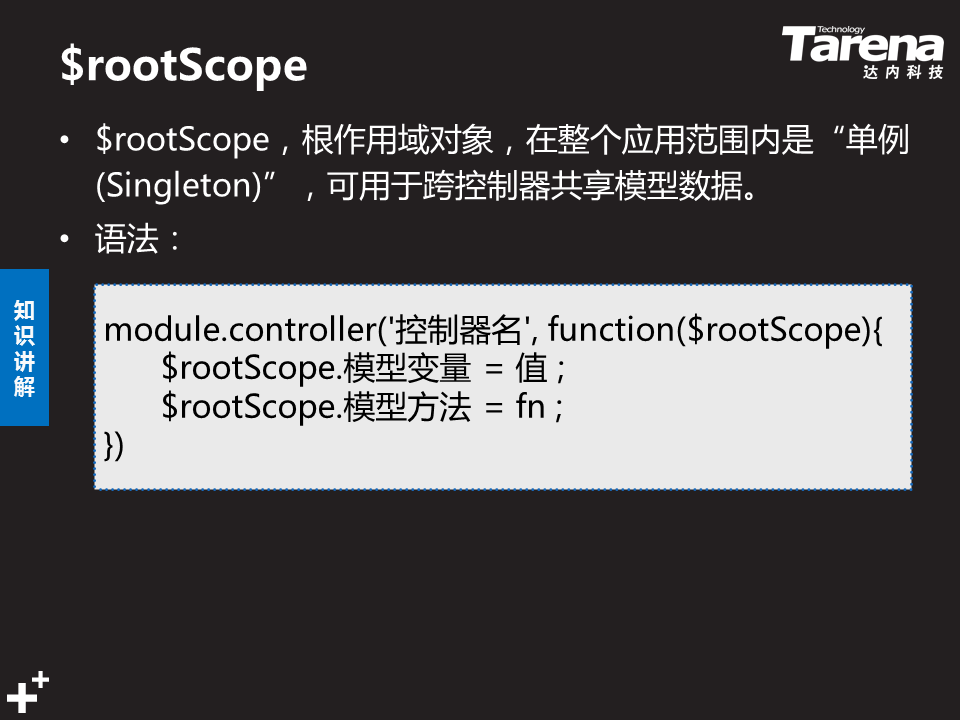 $rootScope
Technology
Tarena
达内科技
• $rootScope，根作用域对象，在整个应用范围内是“单例
(Singleton)”，可用于跨控制器共享模型数据。
• 语法：
知
识
讲
解
module.controller('控制器名', function($rootScope){
$rootScope.模型变量 = 值 ;
$rootScope.模型方法 = fn ;
})